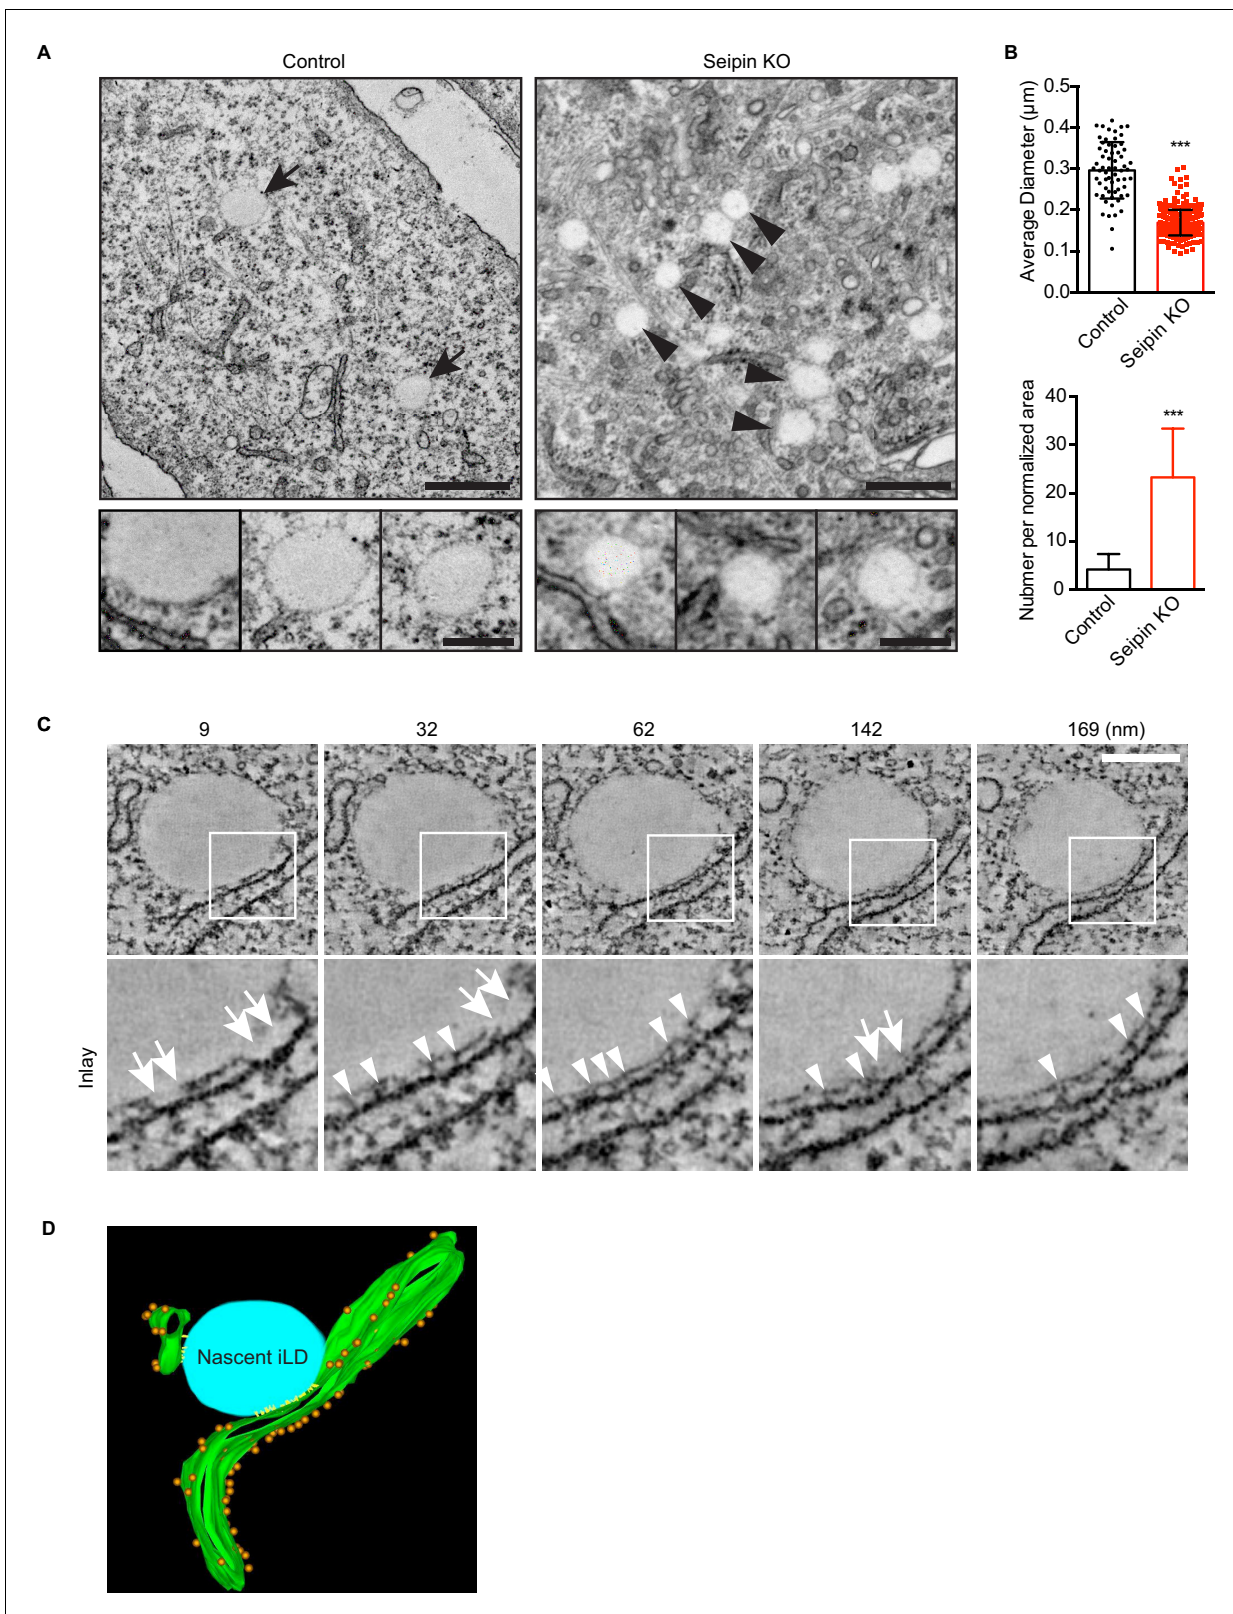 A
Control
Seipin KO
B
Average Diameter (μm)
0.5
0.4
0.3
0.2
0.1
0.0
***
Control
Seipin KO
Nubmer per normalized area
40
30
20
10
0
***
Control
Seipin KO
C
9
32
62
142
169 (nm)
Inlay
D
Nascent iLD